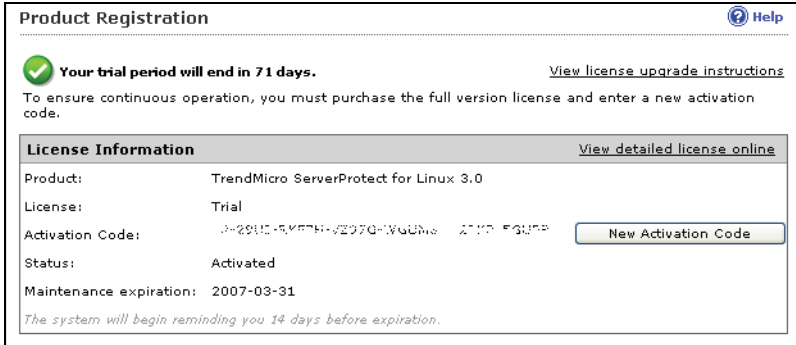 Product Registration
Help
Your trial period will end in 71 days.
View license upgrade instructions
To ensure continuous operation, you must purchase the full version license and enter a new activation
code.
License Information
View detailed license online
Product: TrendMicro ServerProtect for Linux 3.0
License: Trial
Activation Code:
New Activation Code
Status: Activated
Maintenance expiration: 2007-03-31
The system will begin reminding you 14 days before expiration.